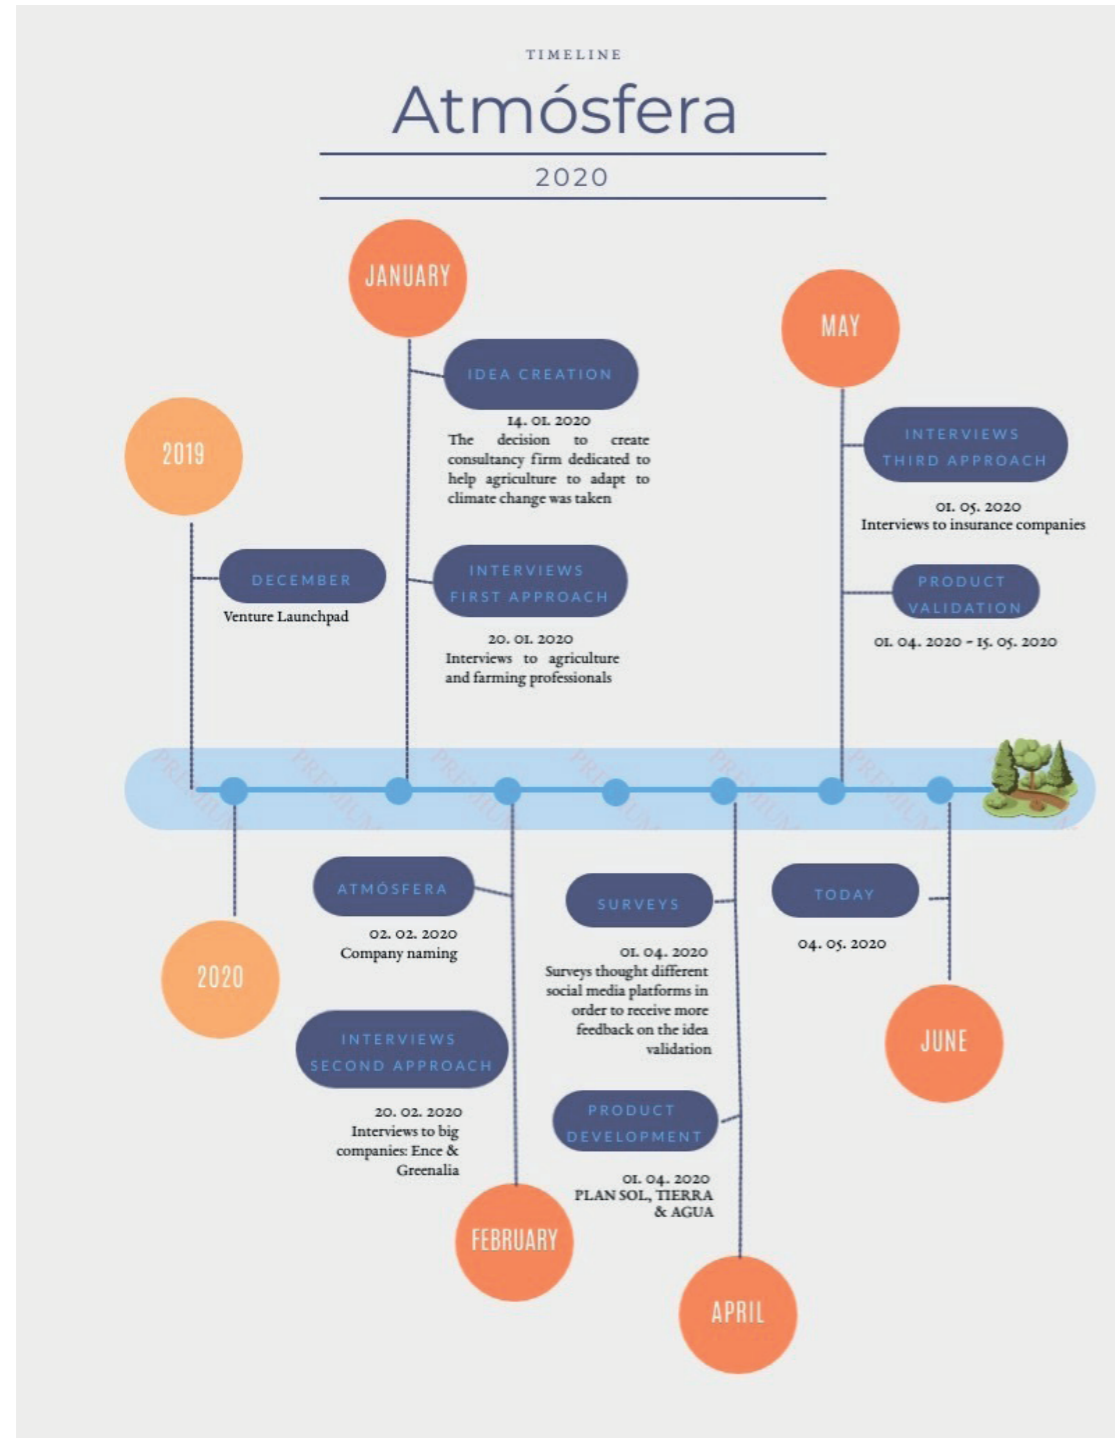 TIMELINE
Atmósfera
2020
JANUARY
IDEA CREATION
14. 01. 2020
The decision to create
consultancy firm dedicated to
help agriculture to adapt to
climate change was taken
INTERVIEWS
FIRST APPROACH
20. 01. 2020
Interviews to agriculture
and farming professionals
2019
DECEMBER
Venture Launchpad
MAY
INTERVIEWS
THIRD APPROACH
01. 05. 2020
Interviews to insurance companies
PRODUCT
VALIDATION
01. 04. 2020 - 15. 05. 2020
PREMIUM
PREMIUM
PREMIUM
PREMIUM
PREMIUM
PREMIUM
2020
ATMÓSFERA
02. 02. 2020
Company naming
INTERVIEWS
SECOND APPROACH
20. 02. 2020
Interviews to big
companies: Ence &
Greenalia
FEBRUARY
SURVEYS
01. 04. 2020
Surveys thought different
social media platforms in
order to receive more
feedback on the idea
validation
PRODUCT
DEVELOPMENT
01. 04. 2020
PLAN SOL, TIERRA
& AGUA
APRIL
TODAY
04. 05. 2020
JUNE